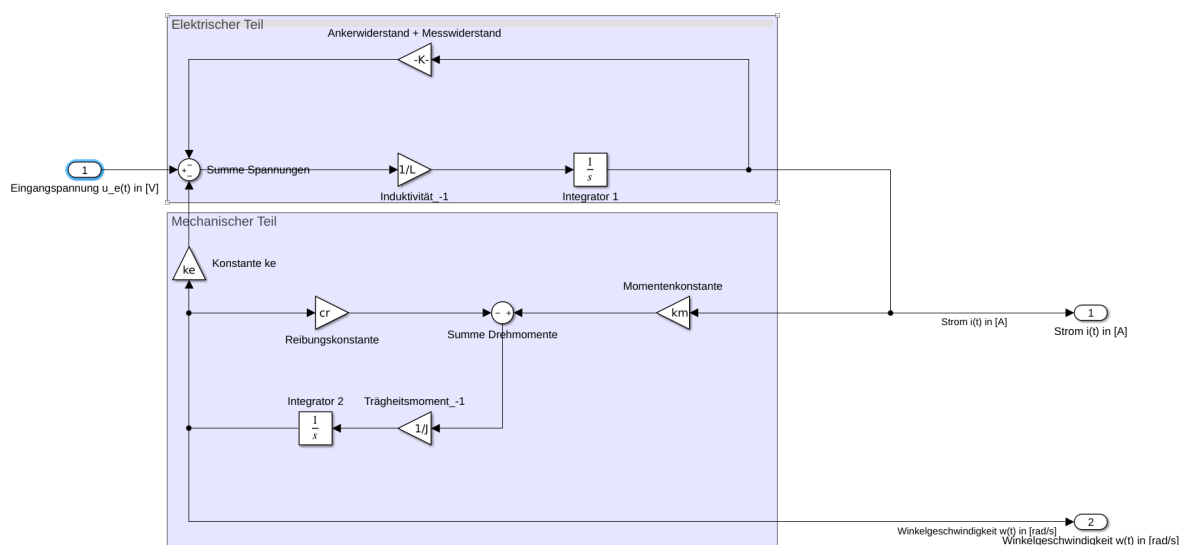 Elektrischer Teil
Ankerwiderstand + Messwiderstand
-K-
1
Summe Spannungen
1/L
1
s
Eingangspannung u_e(t) in [V]
Induktivität_-1
Integrator 1
Mechanischer Teil
ke
Konstante ke
Momentenkonstante
cr
km
1
Strom i(t) in [A]
Strom i(t) in [A]
Reibungskonstante
Summe Drehmomente
Integrator 2
Trägheitsmoment_-1
1
s
1/J
2
Winkelgeschwindigkeit w(t) in [rad/s]
Winkelgeschwindigkeit w(t) in [rad/s]